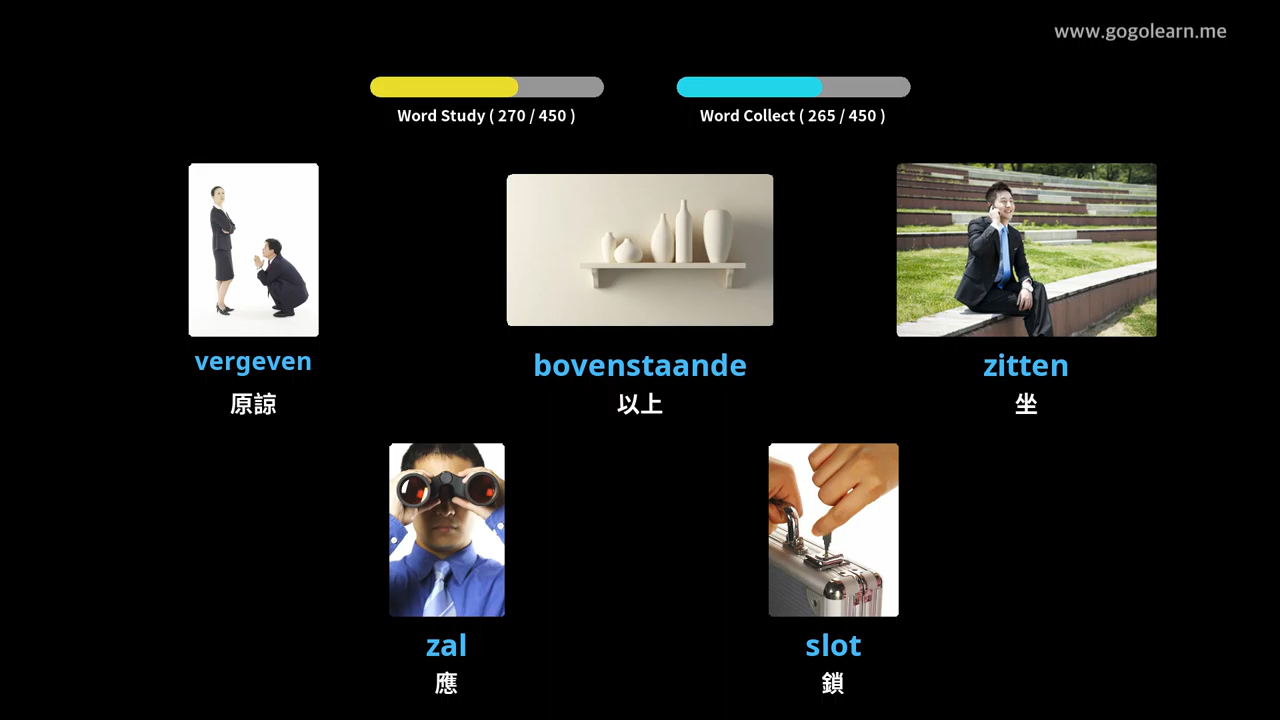 www.gogolearn.me
Word Study ( 270 / 450 )
Word Collect ( 265 / 450 )
vergeven
原諒
bovenstaande
以上
zitten
坐
zal
應
slot
鎖